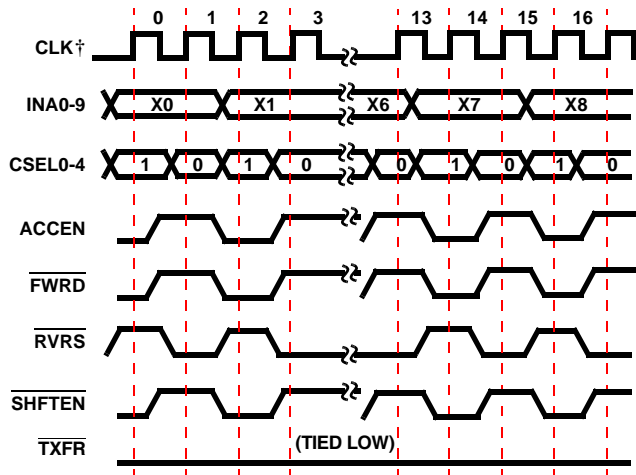 0 1 2 3 13 14 15 16
CLK†
INA0-9 X0 X1 X6 X7 X8
CSEL0-4 1 0 1 0 0 1 0 1 0
ACCEN
FWRD
RVRS
SHFTEN
(TIED LOW)
TXFR